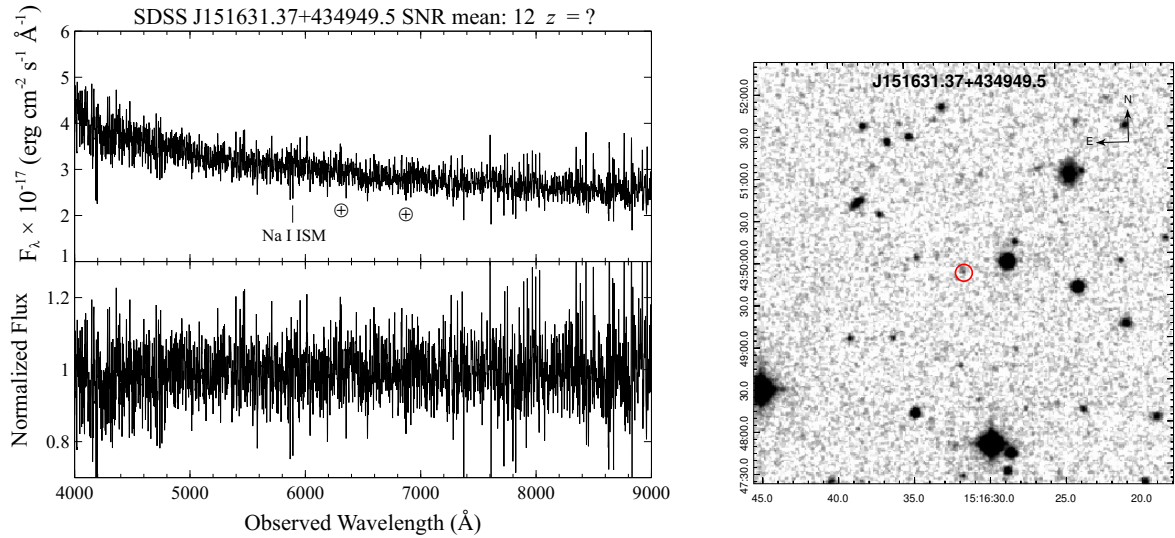 SDSS J151631.37+434949.5 SNR mean: 12 z = ?
6
5
4
3
2
1
F_λ × 10^-17 (erg cm^-2 s^-1 Å^-1)
Na I ISM
⊕
⊕
1.2
1
0.8
Normalized Flux
4000 5000 6000 7000 8000 9000
Observed Wavelength (Å)
J151631.37+434949.5
N
E
52:00.0
30.0
51:00.0
30.0
43:50:00.0
30.0
49:00.0
30.0
48:00.0
47:30.0
45.0 40.0 35.0 15:16:30.0 25.0 20.0